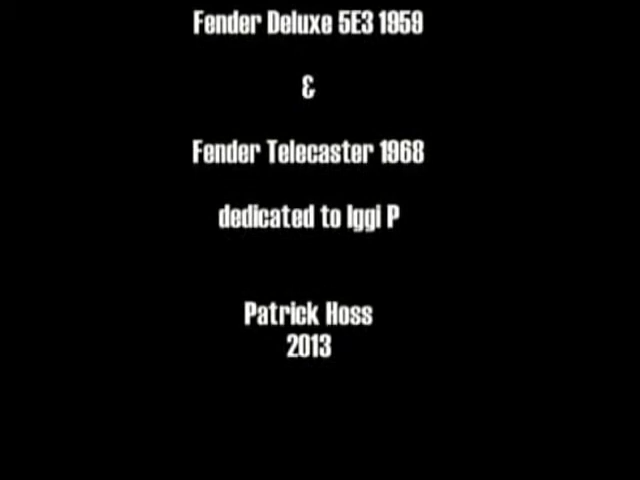 Fender Deluxe 5E3 1959
&
Fender Telecaster 1968
dedicated to Iggi P
Patrick Hoss
2013